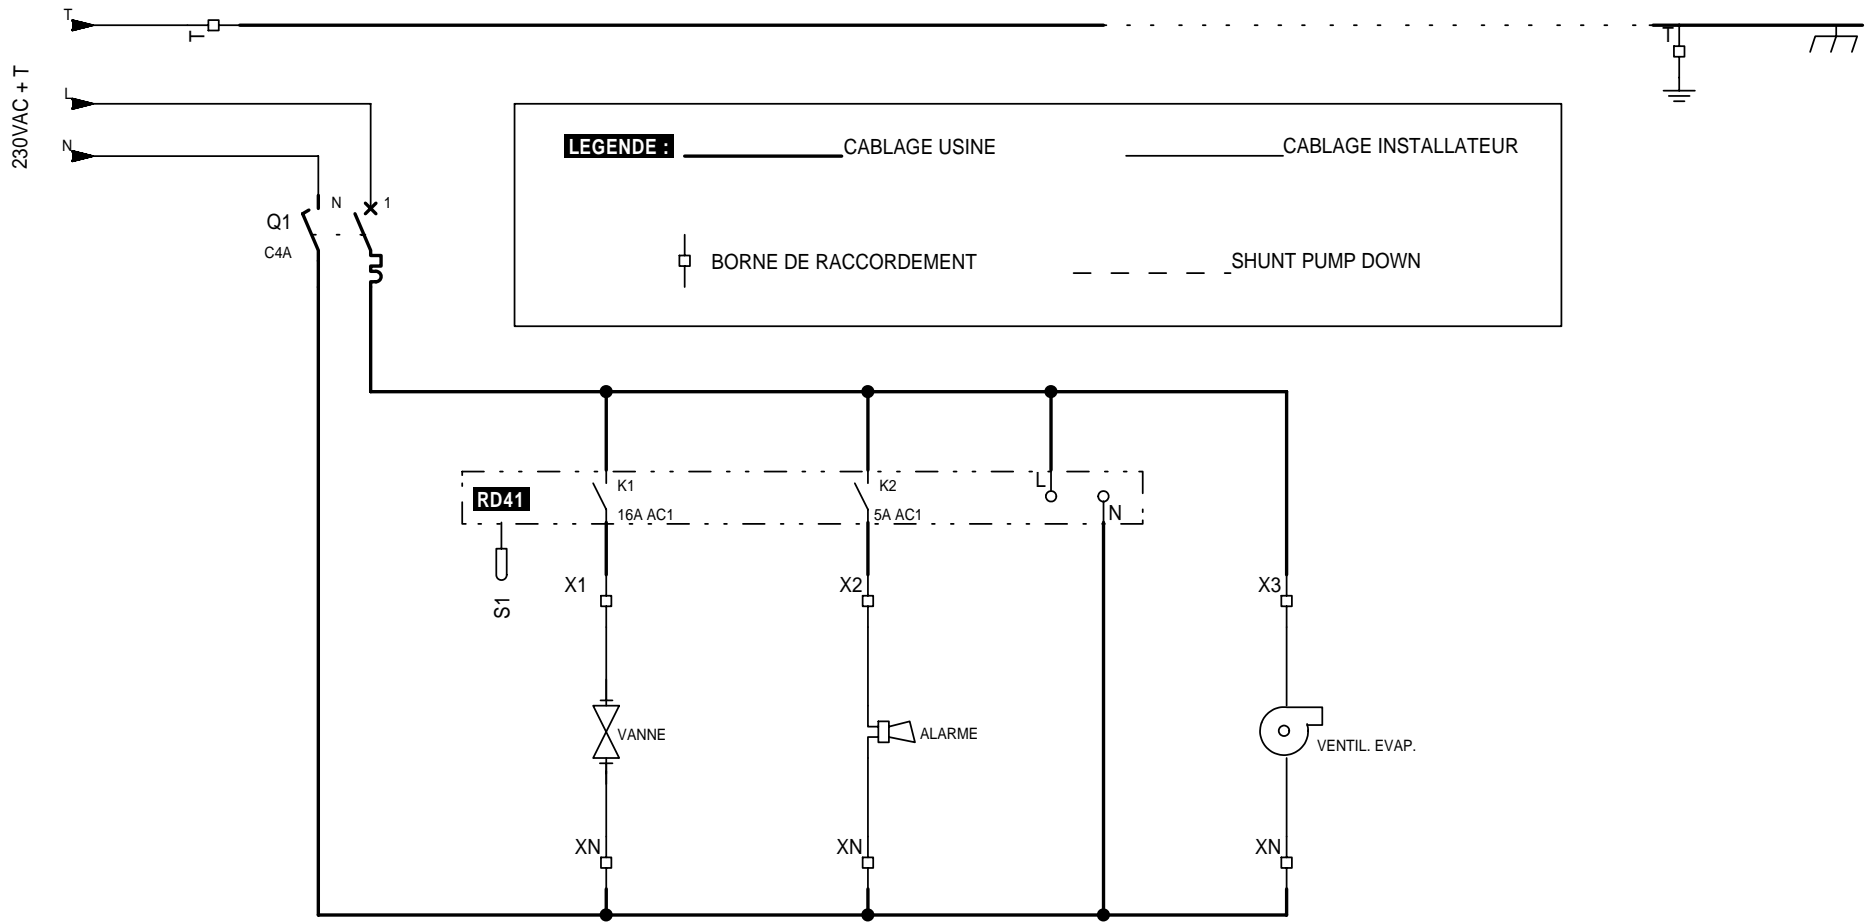 T
T
T
230VAC + T
L
N
LEGENDE :
CABLAGE USINE
CABLAGE INSTALLATEUR
BORNE DE RACCORDEMENT
SHUNT PUMP DOWN
Q1
C4A
N
1
RD41
K1
16A AC1
K2
5A AC1
L
N
S1
X1
X2
X3
VANNE
ALARME
VENTIL. EVAP.
XN
XN
XN